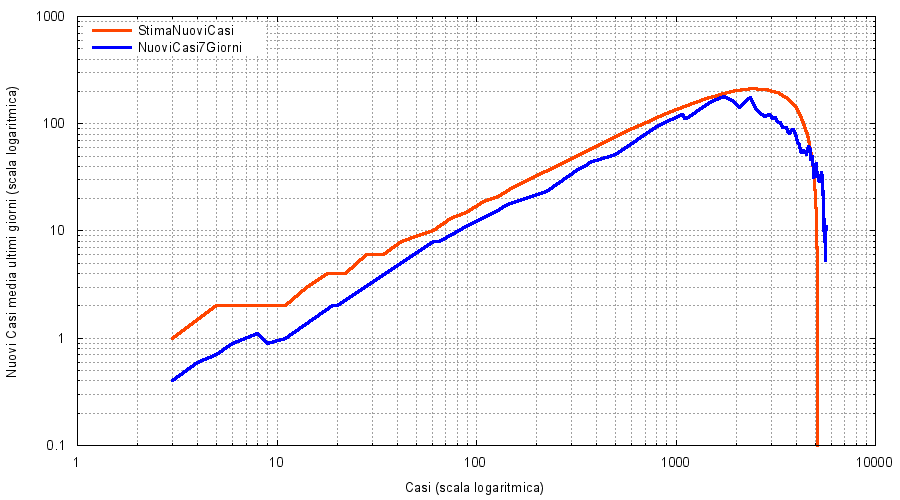 1000
StimaNuoviCasi
NuoviCasi7Giorni
100
10
1
0.1
Nuovi Casi media ultimi giorni (scala logaritmica)
1 10 100 1000 10000
Casi (scala logaritmica)